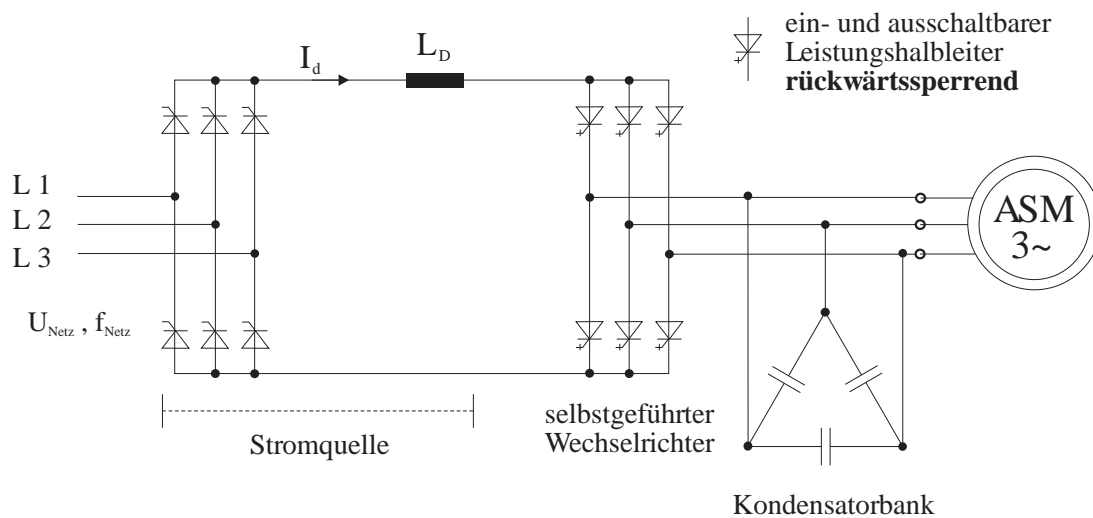 ein- und ausschaltbarer
Leistungshalbleiter
rückwärtssperrend
I_d
L_D
L 1
L 2
L 3
ASM
3~
U_Netz , f_Netz
selbstgeführter
Wechselrichter
Stromquelle
Kondensatorbank